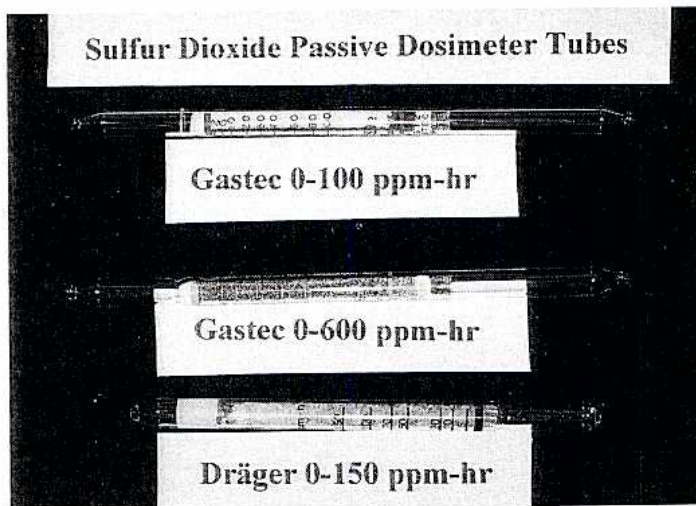 Sulfur Dioxide Passive Dosimeter Tubes
Gastec 0-100 ppm-hr
Gastec 0-600 ppm-hr
Dräger 0-150 ppm-hr